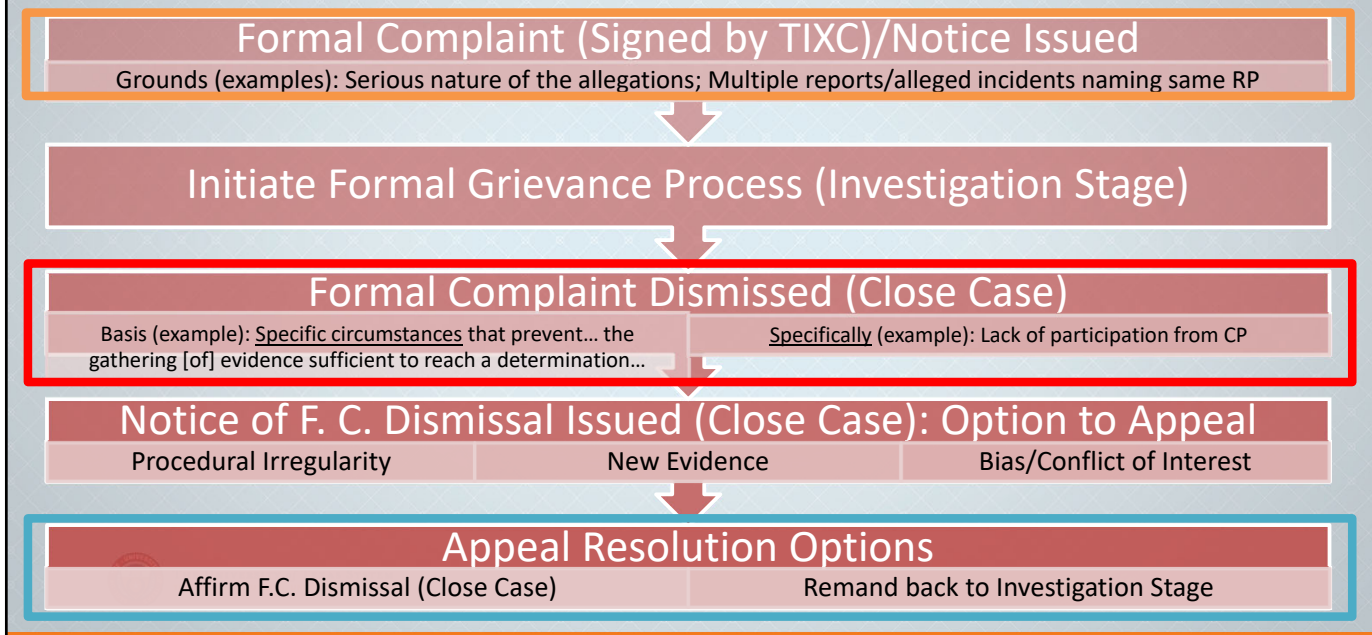 Formal Complaint (Signed by TIXC)/Notice Issued
Grounds (examples): Serious nature of the allegations; Multiple reports/alleged incidents naming same RP
Initiate Formal Grievance Process (Investigation Stage)
Formal Complaint Dismissed (Close Case)
Basis (example): Specific circumstances that prevent… the
gathering [of] evidence sufficient to reach a determination…
Specifically (example): Lack of participation from CP
Notice of F. C. Dismissal Issued (Close Case): Option to Appeal
Procedural Irregularity
New Evidence
Bias/Conflict of Interest
Appeal Resolution Options
Affirm F.C. Dismissal (Close Case)
Remand back to Investigation Stage